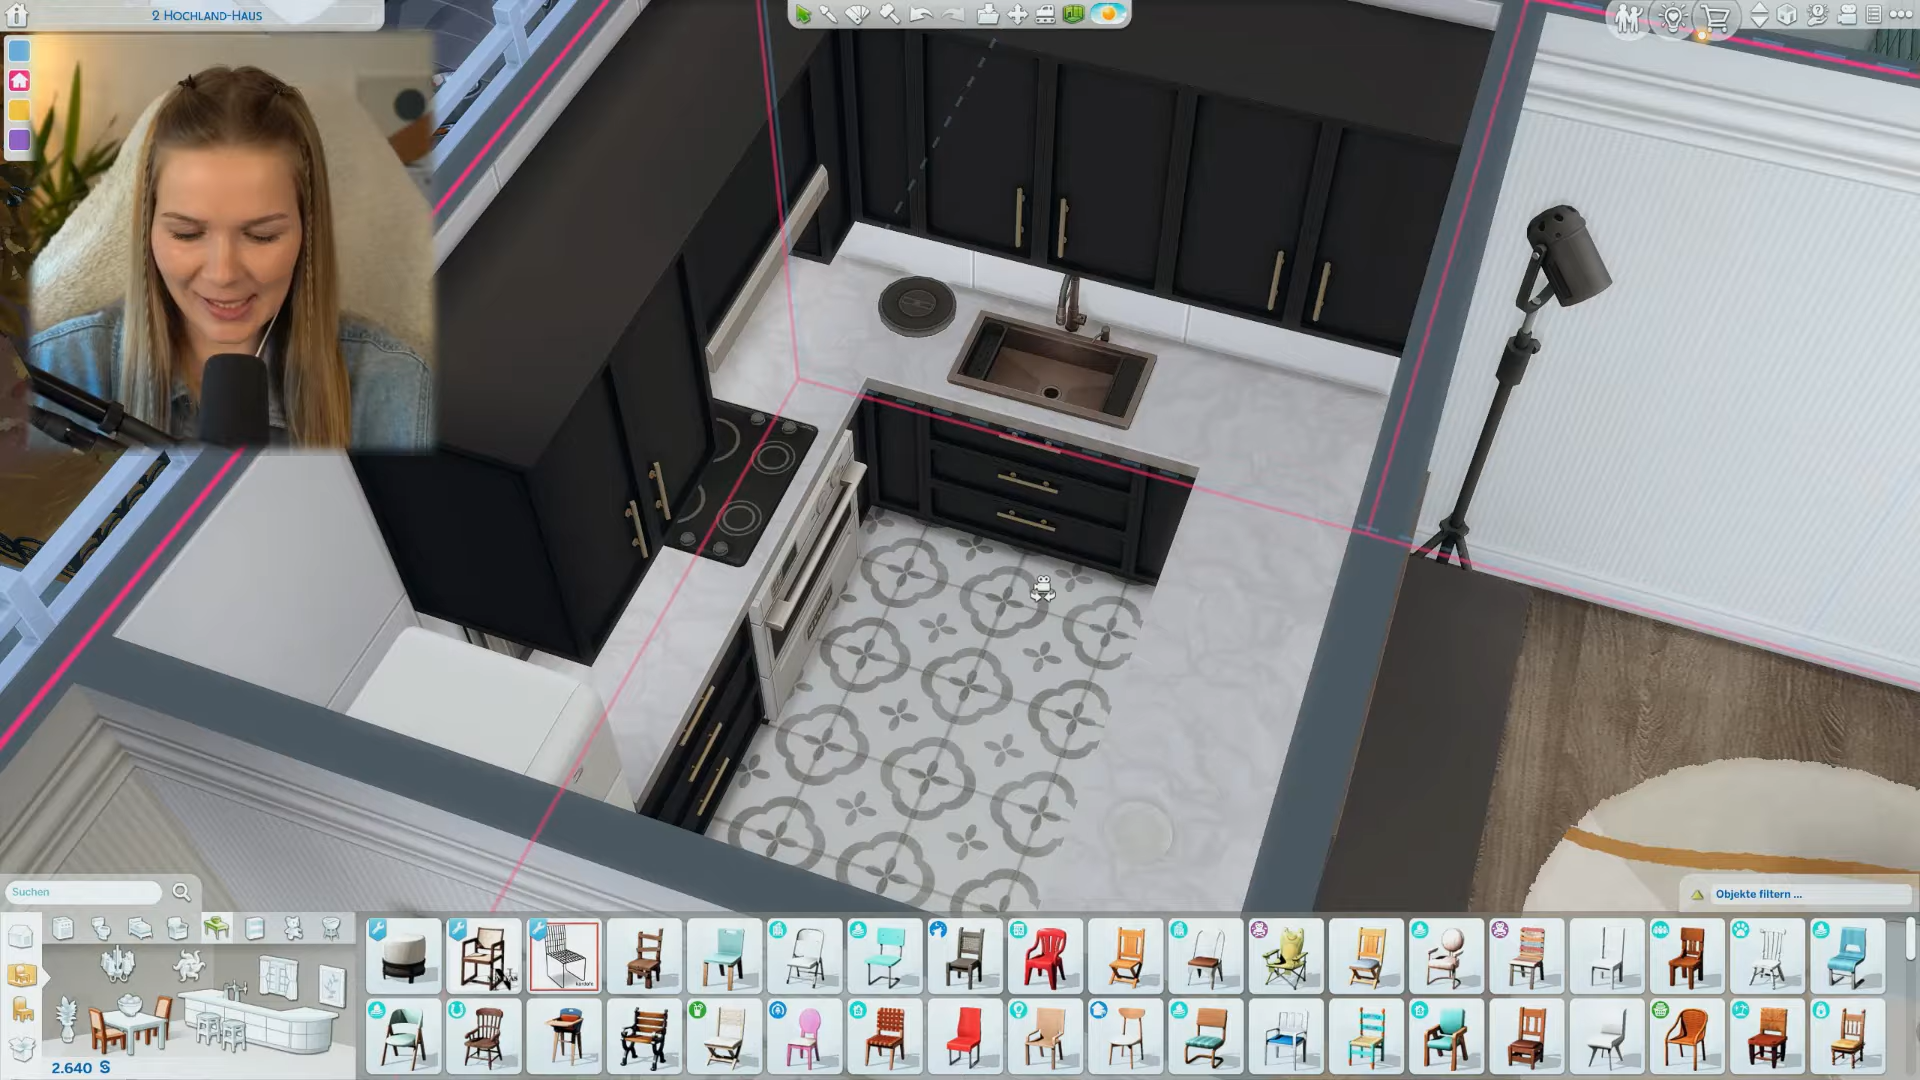 2 Hochland-Haus
Suchen
Objekte filtern ...
2.640 S